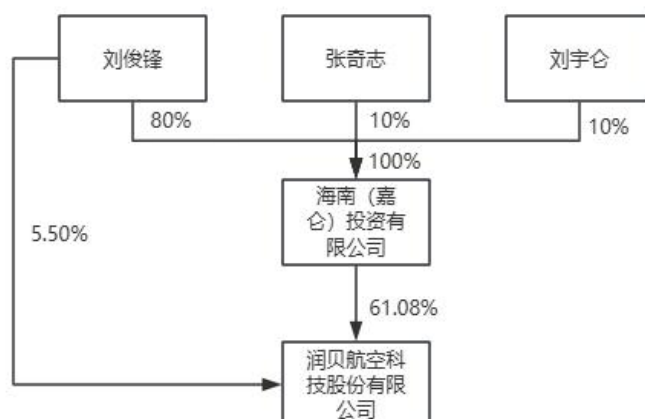 刘俊锋
张奇志
刘宇仑
80%
10%
10%
100%
海南（嘉
仑）投资有
限公司
5.50%
61.08%
润贝航空科
技股份有限
公司